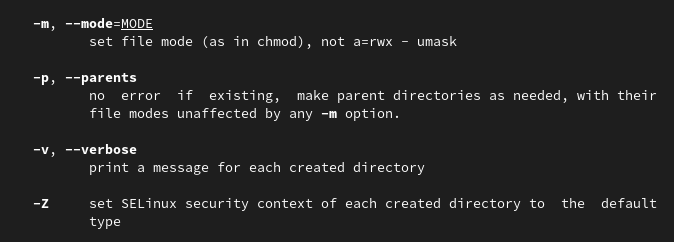 -m, --mode=MODE
set file mode (as in chmod), not a=rwx - umask
-p, --parents
no error if existing, make parent directories as needed, with their
file modes unaffected by any -m option.
-v, --verbose
print a message for each created directory
-Z set SELinux security context of each created directory to the default
type